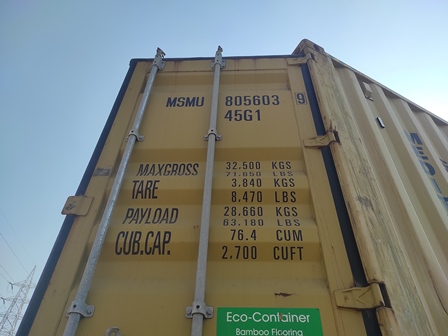 MSMU 805603 9
45G1
MAXGROSS 32.500 KGS
71.650 LBS
TARE 3.840 KGS
8.470 LBS
PAYLOAD 28.660 KGS
63.180 LBS
CUB.CAP. 76.4 CUM
2.700 CUFT
Eco-Container
Bamboo Flooring